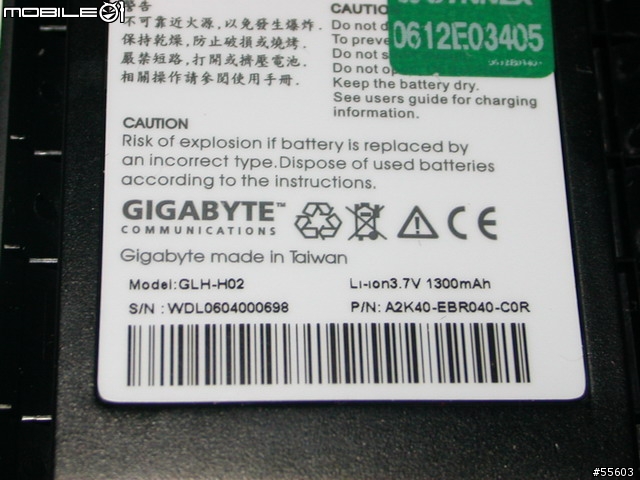 MOBILE01
警告
不可靠近火源,以免發生爆炸.
保持乾燥,防止破損或燒烤.
嚴禁短路,打開或擠壓電池.
相關操作請參閱使用手冊.
CAUTIO
Do not d
To preve
Do not s
Do not op
Keep the battery dry.
See users guide for charging
information.
0612E03405
CAUTION
Risk of explosion if battery is replaced by
an incorrect type.Dispose of used batteries
according to the instructions.
GIGABYTE™
COMMUNICATIONS
CE
Gigabyte made in Taiwan
Model:GLH-H02
Li-ion3.7V 1300mAh
S/N : WDL0604000698
P/N: A2K40-EBR040-C0R
#55603